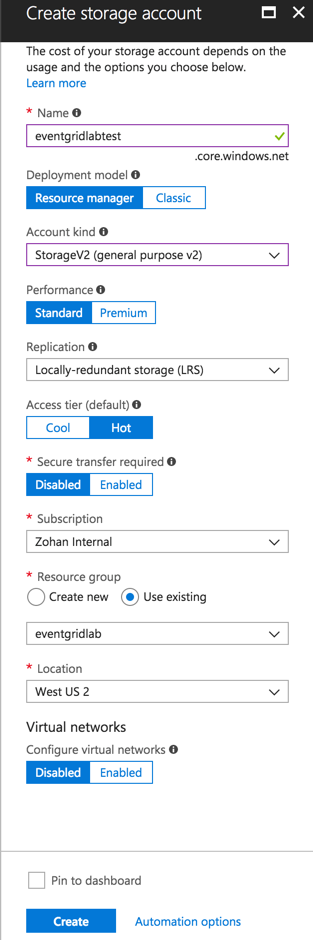 Create storage account
The cost of your storage account depends on the
usage and the options you choose below.
Learn more
* Name
eventgridlabtest
.core.windows.net
Deployment model
Resource manager Classic
Account kind
StorageV2 (general purpose v2)
Performance
Standard Premium
Replication
Locally-redundant storage (LRS)
Access tier (default)
Cool Hot
* Secure transfer required
Disabled Enabled
* Subscription
Zohan Internal
* Resource group
Create new Use existing
eventgridlab
* Location
West US 2
Virtual networks
Configure virtual networks
Disabled Enabled
Pin to dashboard
Create Automation options